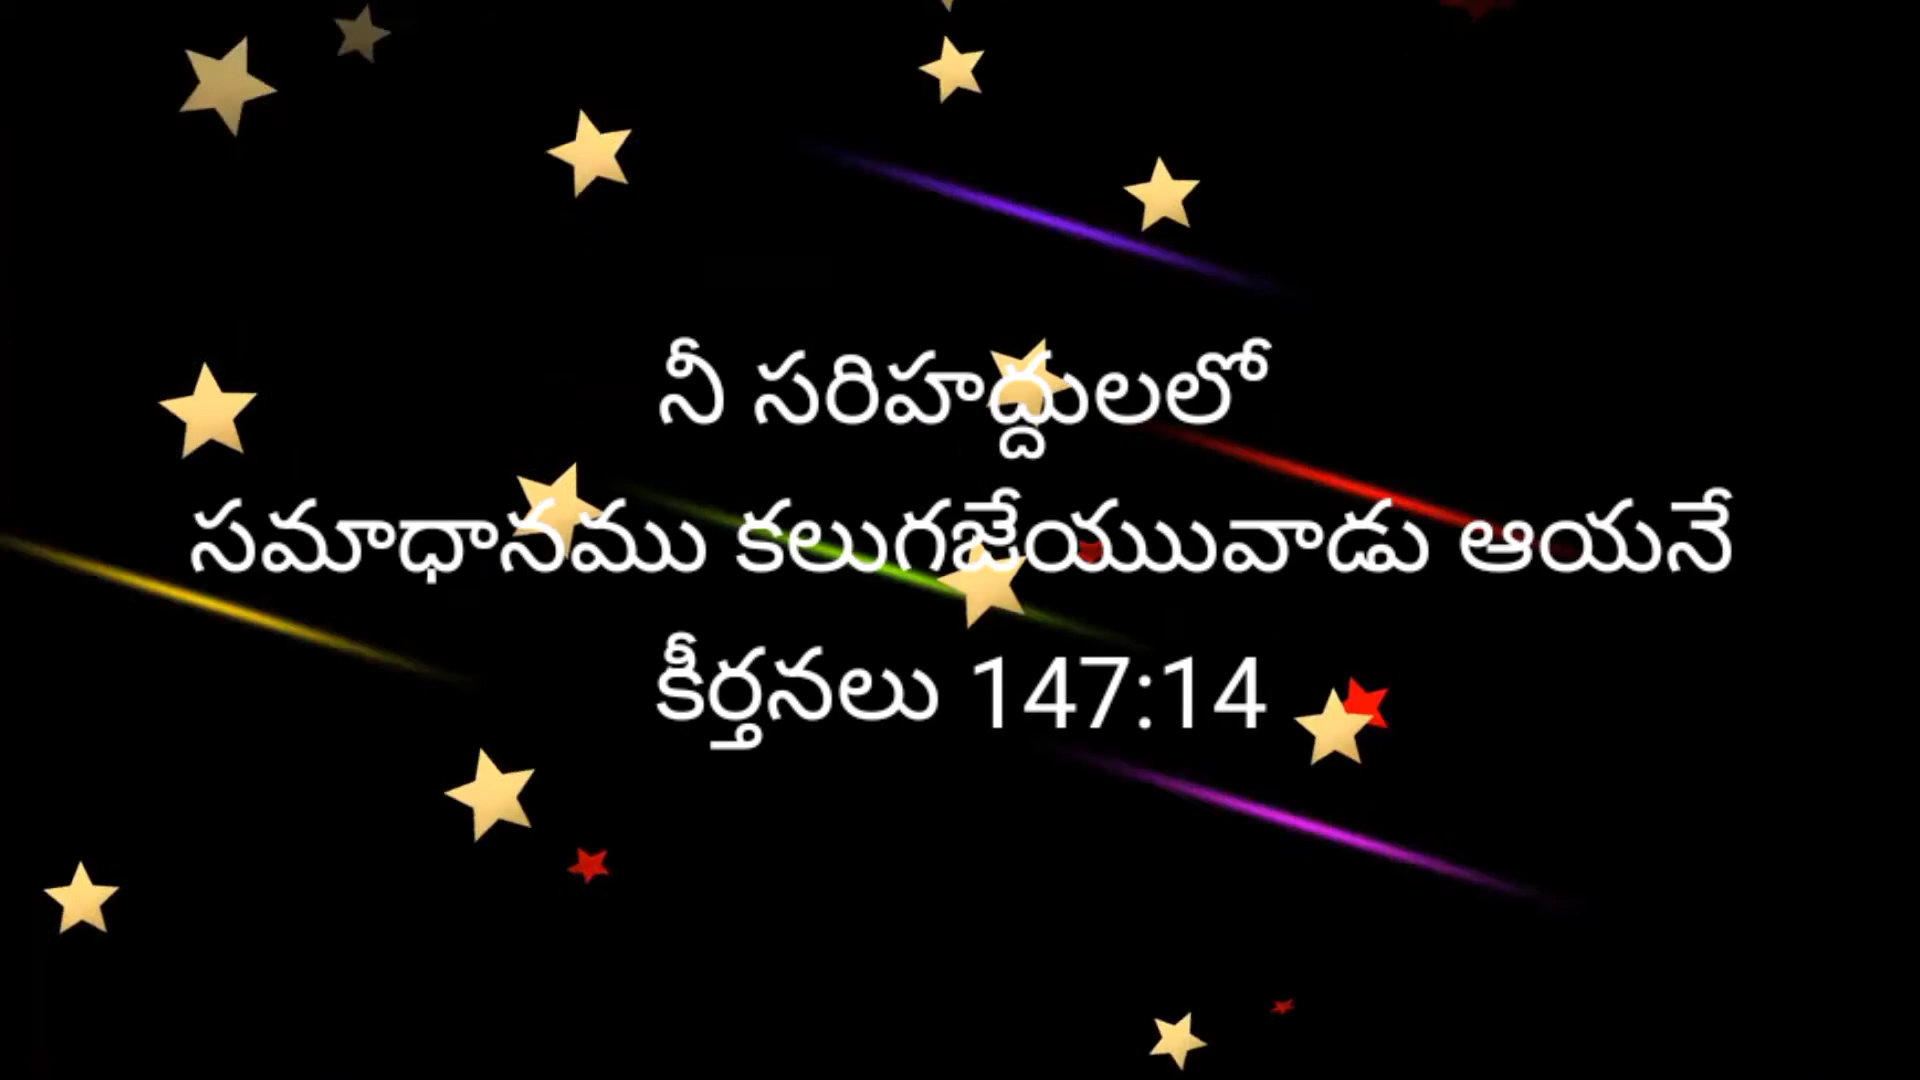 నీ సరిహద్దులలో
సమాధానము కలుగజేయుువాడు ఆయనే
కీర్తనలు 147:14